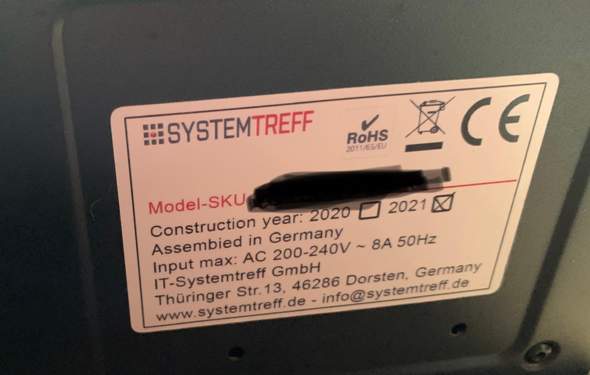 SYSTEMTREFF
RoHS
2011/65/EU
CE
Model-SKU
Construction year: 2020 ☐ 2021 ☒
Assembied in Germany
Input max: AC 200-240V ~ 8A 50Hz
IT-Systemtreff GmbH
Thüringer Str.13, 46286 Dorsten, Germany
www.systemtreff.de - info@systemtreff.de